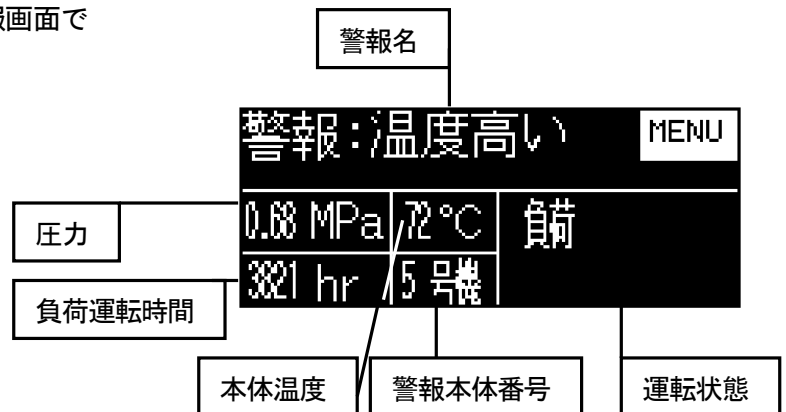 報画面で
警報名
警報:温度高い MENU
圧力
0.68 MPa 72℃ 負荷
3821 hr 5 号機
負荷運転時間
本体温度 警報本体番号 運転状態